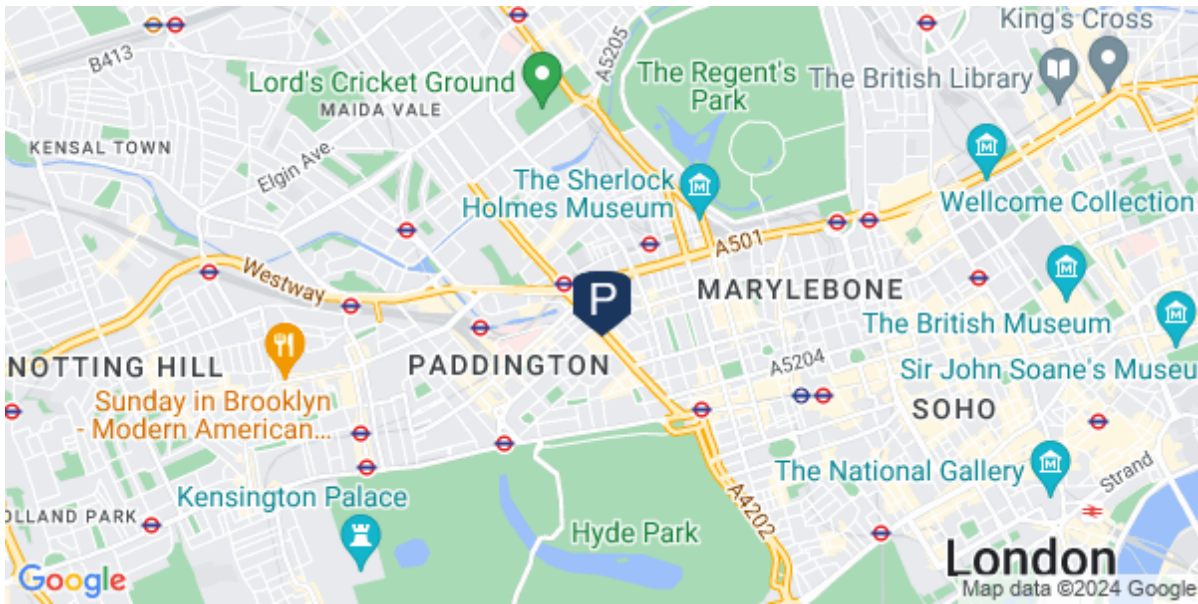 King's Cross
B413
A5205
Lord's Cricket Ground
MAIDA VALE
The Regent's
Park
The British Library
KENSAL TOWN
Elgin Ave.
The Sherlock
Holmes Museum
Wellcome Collection
A501
Westway
P
MARYLEBONE
The British Museum
NOTTING HILL
PADDINGTON
A5204
Sir John Soane's Museu
Sunday in Brooklyn
- Modern American...
SOHO
The National Gallery
Strand
Kensington Palace
A4202
OLLAND PARK
Hyde Park
London
Google
Map data ©2024 Google